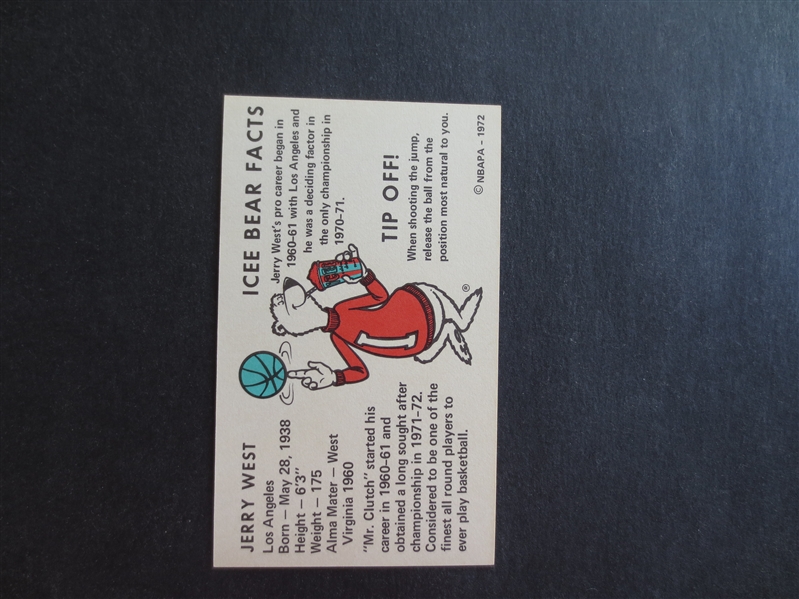 JERRY WEST
Los Angeles
Born — May 28, 1938
Height — 6'3"
Weight — 175
Alma Mater — West
Virginia 1960
"Mr. Clutch" started his
career in 1960-61 and
obtained a long sought after
championship in 1971-72.
Considered to be one of the
finest all round players to
ever play basketball.
1
ICEE
®
ICEE BEAR FACTS
Jerry West's pro career began in
1960-61 with Los Angeles and
he was a deciding factor in
the only championship in
1970-71.
TIP OFF!
When shooting the jump,
release the ball from the
position most natural to you.
© NBAPA - 1972